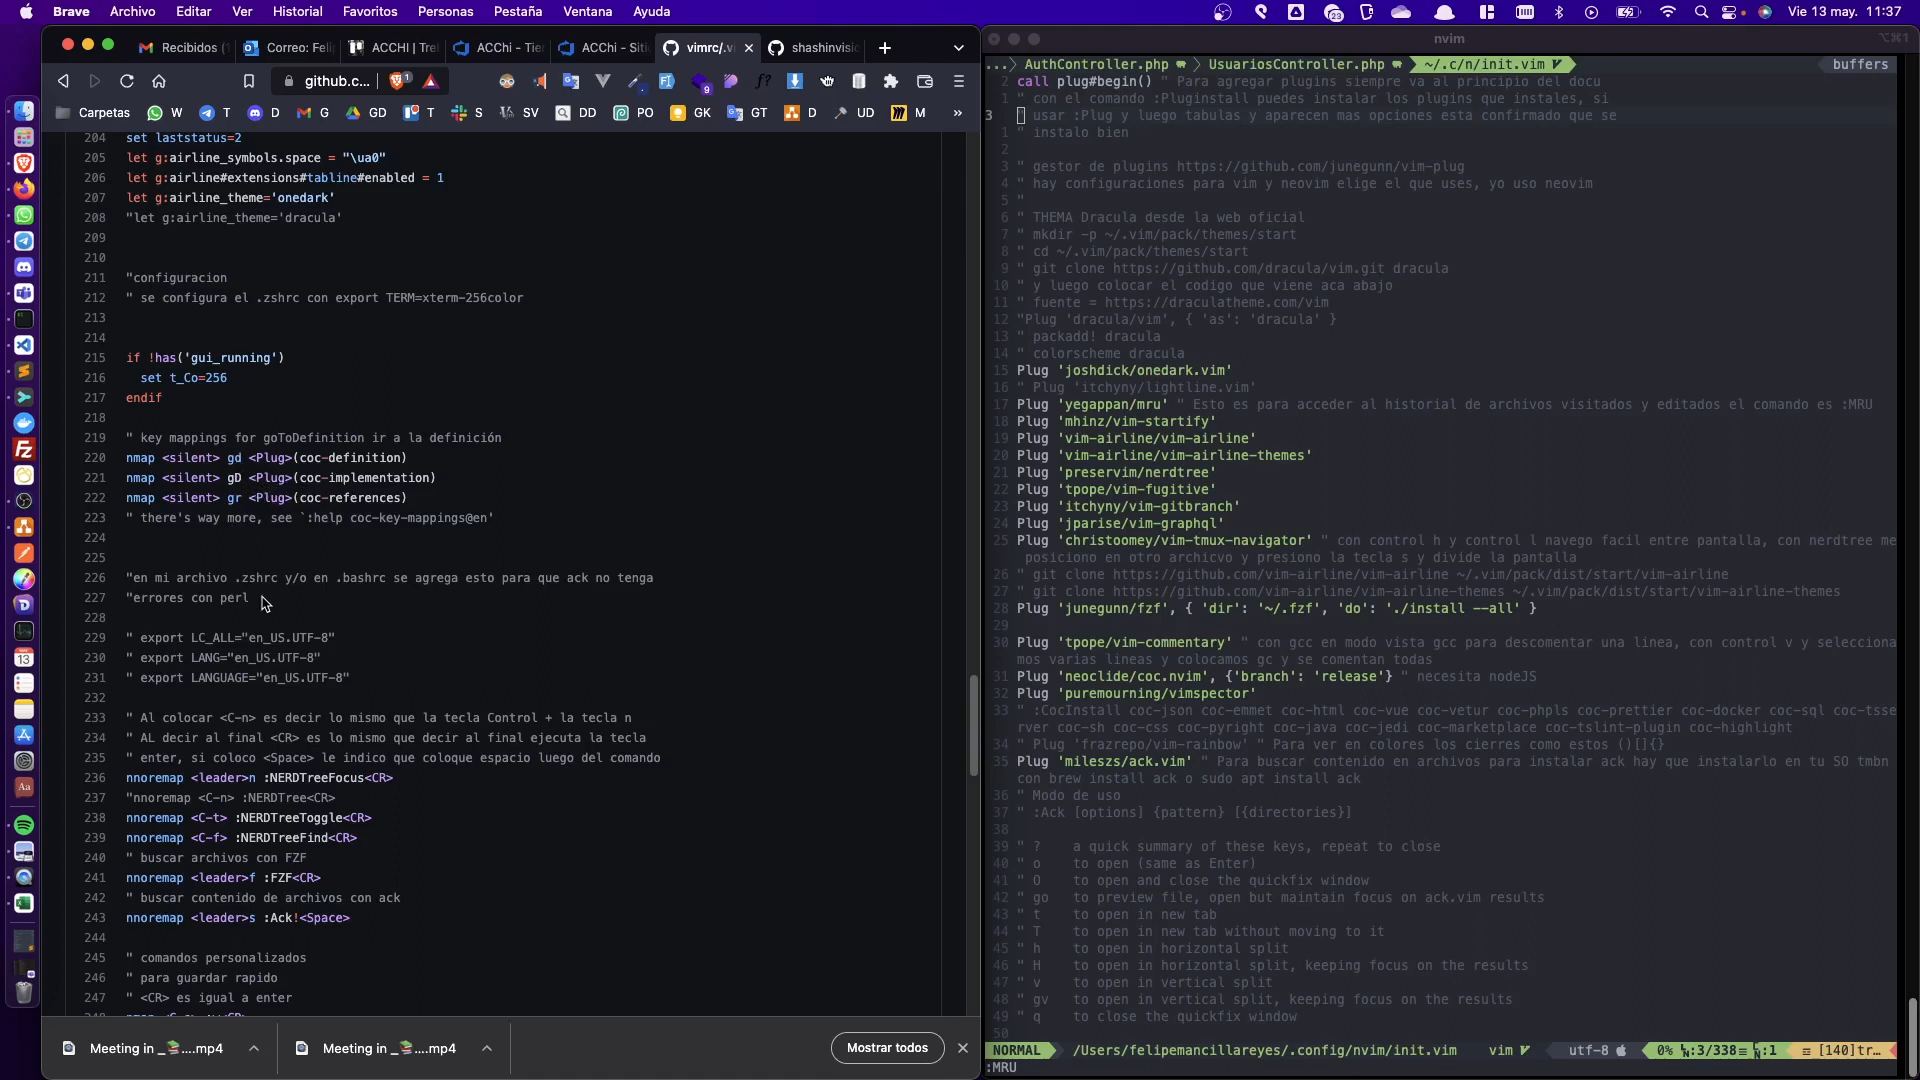 Brave Archivo Editar Ver Historial Favoritos Personas Pestaña Ventana Ayuda
23
Vie 13 may. 11:37
Recibidos (
Correo: Feli
ACCHI | Tre
ACChi - Tie
ACChi - Siti
vimrc/.vi
shashinvisio
github.c...
1
9
Carpetas W T D G GD T S SV DD PO GK GT D UD M »
204 set laststatus=2
205 let g:airline_symbols.space = "\ua0"
206 let g:airline#extensions#tabline#enabled = 1
207 let g:airline_theme='onedark'
208 "let g:airline_theme='dracula'
209
210
211 "configuracion
212 " se configura el .zshrc con export TERM=xterm-256color
213
214
215 if !has('gui_running')
216 set t_Co=256
217 endif
218
219 " key mappings for goToDefinition ir a la definición
220 nmap <silent> gd <Plug>(coc-definition)
221 nmap <silent> gD <Plug>(coc-implementation)
222 nmap <silent> gr <Plug>(coc-references)
223 " there's way more, see `:help coc-key-mappings@en'
224
225
226 "en mi archivo .zshrc y/o en .bashrc se agrega esto para que ack no tenga
227 "errores con perl
228
229 " export LC_ALL="en_US.UTF-8"
230 " export LANG="en_US.UTF-8"
231 " export LANGUAGE="en_US.UTF-8"
232
233 " Al colocar <C-n> es decir lo mismo que la tecla Control + la tecla n
234 " AL decir al final <CR> es lo mismo que decir al final ejecuta la tecla
235 " enter, si coloco <Space> le indico que coloque espacio luego del comando
236 nnoremap <leader>n :NERDTreeFocus<CR>
237 "nnoremap <C-n> :NERDTree<CR>
238 nnoremap <C-t> :NERDTreeToggle<CR>
239 nnoremap <C-f> :NERDTreeFind<CR>
240 " buscar archivos con FZF
241 nnoremap <leader>f :FZF<CR>
242 " buscar contenido de archivos con ack
243 nnoremap <leader>s :Ack!<Space>
244
245 " comandos personalizados
246 " para guardar rapido
247 " <CR> es igual a enter
Meeting in _....mp4
Meeting in _....mp4
Mostrar todos
nvim
⌥⌘1
...> AuthController.php > UsuariosController.php > ~/.c/n/init.vim
buffers
2 call plug#begin() " Para agregar plugins siempre va al principio del docu
1 " con el comando :Pluginstall puedes instalar los plugins que instales, si
3 " usar :Plug y luego tabulas y aparecen mas opciones esta confirmado que se
1 " instalo bien
2
3 " gestor de plugins https://github.com/junegunn/vim-plug
4 " hay configuraciones para vim y neovim elige el que uses, yo uso neovim
5 "
6 " THEMA Dracula desde la web oficial
7 " mkdir -p ~/.vim/pack/themes/start
8 " cd ~/.vim/pack/themes/start
9 " git clone https://github.com/dracula/vim.git dracula
10 " y luego colocar el codigo que viene aca abajo
11 " fuente = https://draculatheme.com/vim
12 "Plug 'dracula/vim', { 'as': 'dracula' }
13 " packadd! dracula
14 " colorscheme dracula
15 Plug 'joshdick/onedark.vim'
16 " Plug 'itchyny/lightline.vim'
17 Plug 'yegappan/mru' " Esto es para acceder al historial de archivos visitados y editados el comando es :MRU
18 Plug 'mhinz/vim-startify'
19 Plug 'vim-airline/vim-airline'
20 Plug 'vim-airline/vim-airline-themes'
21 Plug 'preservim/nerdtree'
22 Plug 'tpope/vim-fugitive'
23 Plug 'itchyny/vim-gitbranch'
24 Plug 'jparise/vim-graphql'
25 Plug 'christoomey/vim-tmux-navigator' " con control h y control l navego facil entre pantalla, con nerdtree me
posiciono en otro archicvo y presiono la tecla s y divide la pantalla
26 " git clone https://github.com/vim-airline/vim-airline ~/.vim/pack/dist/start/vim-airline
27 " git clone https://github.com/vim-airline/vim-airline-themes ~/.vim/pack/dist/start/vim-airline-themes
28 Plug 'junegunn/fzf', { 'dir': '~/.fzf', 'do': './install --all' }
29
30 Plug 'tpope/vim-commentary' " con gcc en modo vista gcc para descomentar una linea, con control v y selecciona
mos varias lineas y colocamos gc y se comentan todas
31 Plug 'neoclide/coc.nvim', {'branch': 'release'} " necesita nodeJS
32 Plug 'puremourning/vimspector'
33 " :CocInstall coc-json coc-emmet coc-html coc-vue coc-vetur coc-phpls coc-prettier coc-docker coc-sql coc-tsse
rver coc-sh coc-css coc-pyright coc-java coc-jedi coc-marketplace coc-tslint-plugin coc-highlight
34 " Plug 'frazrepo/vim-rainbow' " Para ver en colores los cierres como estos ()[]{}
35 Plug 'mileszs/ack.vim' " Para buscar contenido en archivos para instalar ack hay que instalarlo en tu SO tmbn
con brew install ack o sudo apt install ack
36 " Modo de uso
37 " :Ack [options] {pattern} [{directories}]
38
39 " ? a quick summary of these keys, repeat to close
40 " o to open (same as Enter)
41 " O to open and close the quickfix window
42 " go to preview file, open but maintain focus on ack.vim results
43 " t to open in new tab
44 " T to open in new tab without moving to it
45 " h to open in horizontal split
46 " H to open in horizontal split, keeping focus on the results
47 " v to open in vertical split
48 " gv to open in vertical split, keeping focus on the results
49 " q to close the quickfix window
50
NORMAL /Users/felipemancillareyes/.config/nvim/init.vim vim utf-8 0% :3/338 :1 [140]tr…
:MRU